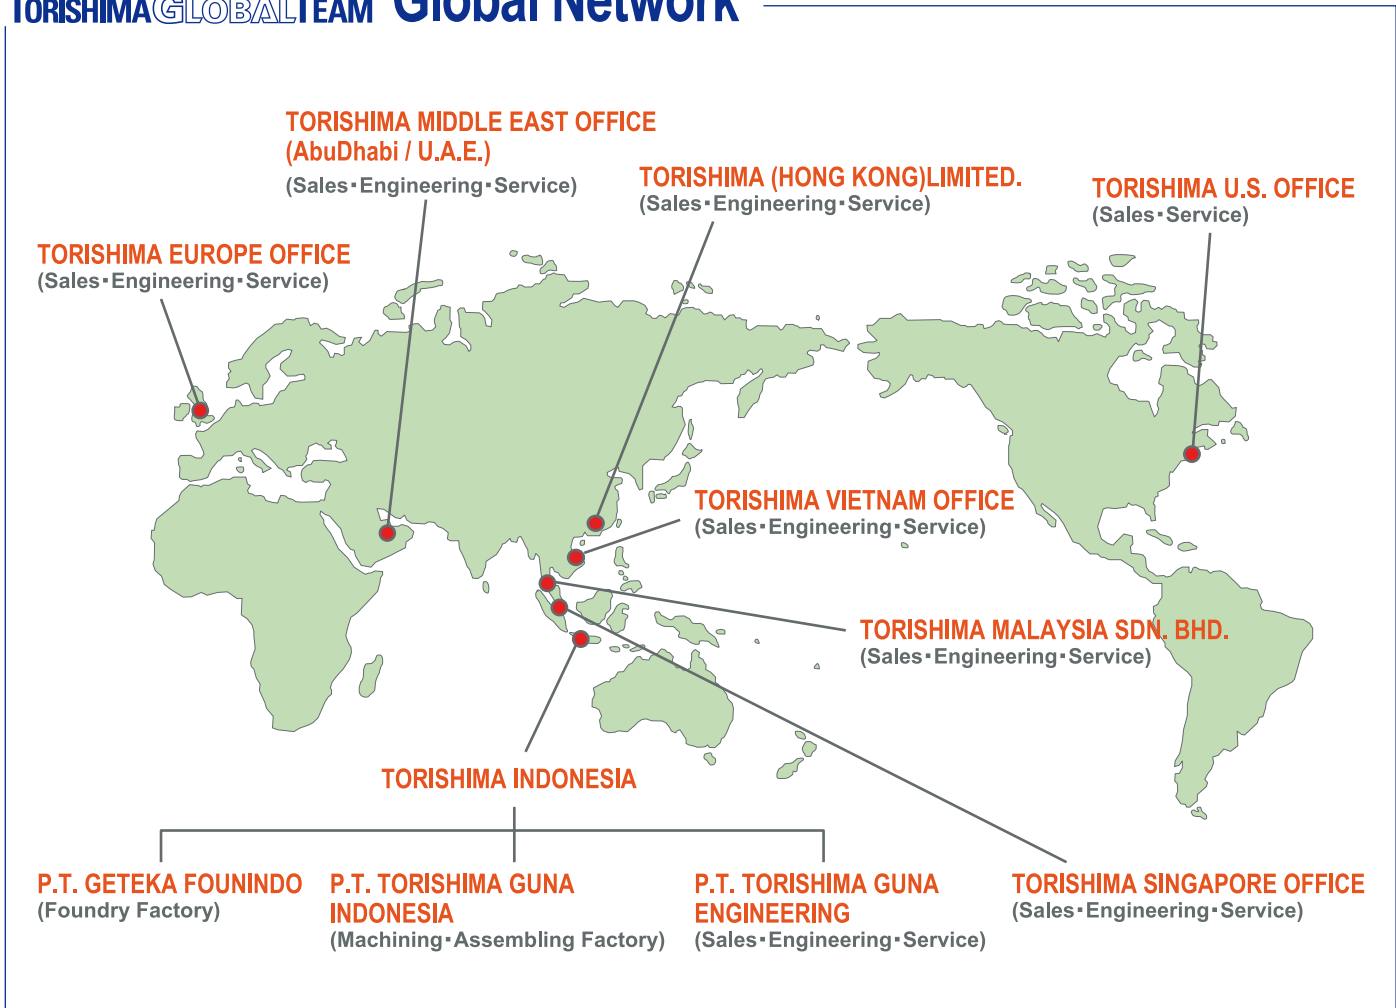 TORISHIMA GLOBAL TEAM Global Network
TORISHIMA MIDDLE EAST OFFICE
(AbuDhabi / U.A.E.)
(Sales▪Engineering▪Service)
TORISHIMA (HONG KONG)LIMITED.
(Sales▪Engineering▪Service)
TORISHIMA U.S. OFFICE
(Sales▪Service)
TORISHIMA EUROPE OFFICE
(Sales▪Engineering▪Service)
TORISHIMA VIETNAM OFFICE
(Sales▪Engineering▪Service)
TORISHIMA MALAYSIA SDN. BHD.
(Sales▪Engineering▪Service)
TORISHIMA INDONESIA
P.T. GETEKA FOUNINDO
(Foundry Factory)
P.T. TORISHIMA GUNA
INDONESIA
(Machining▪Assembling Factory)
P.T. TORISHIMA GUNA
ENGINEERING
(Sales▪Engineering▪Service)
TORISHIMA SINGAPORE OFFICE
(Sales▪Engineering▪Service)